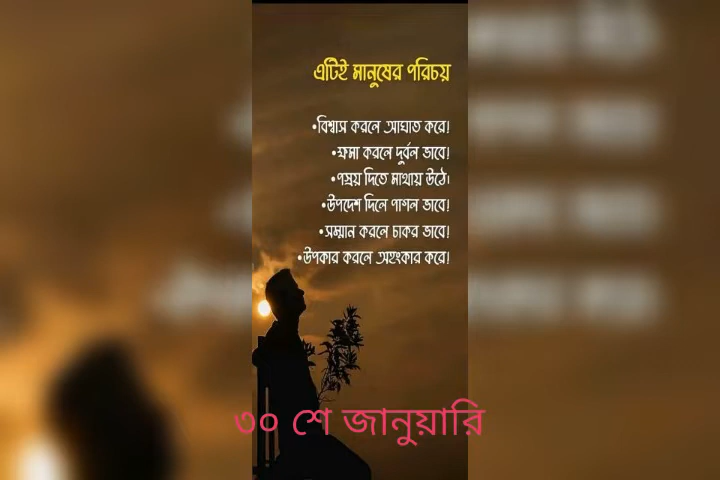 এটিই মানুষের পরিচয়
•বিশ্বাস করলে আঘাত করে!
•ক্ষমা করলে দুর্বল ভাবে!
•পশ্রয় দিতে মাথায় উঠে।
•উপদেশ দিলে পাগল ভাবে!
•সম্মান করলে চাকর ভাবে!
•উপকার করলে অহংকার করে!
৩০ শে জানুয়ারি